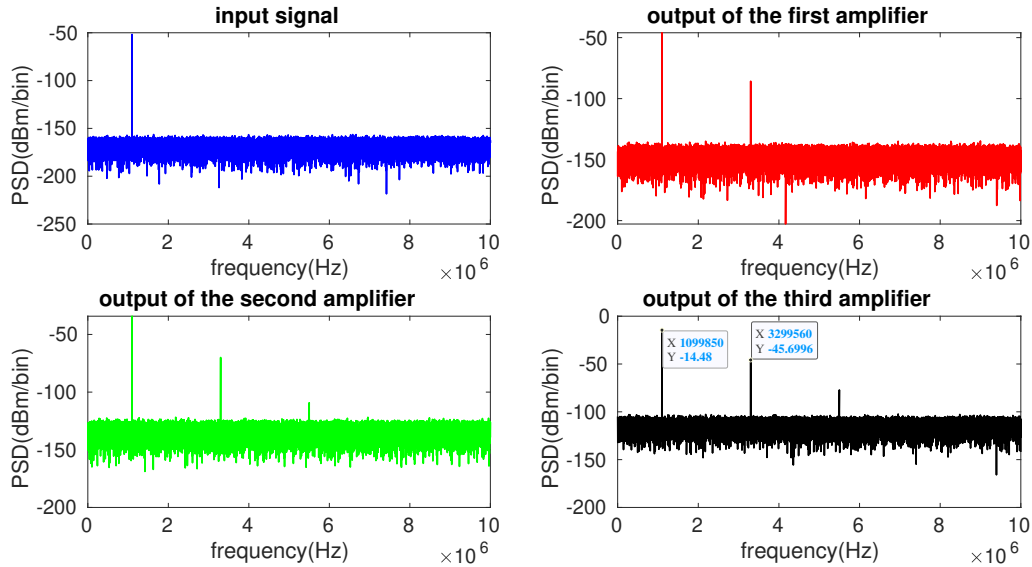 input signal
-50
-100
-150
-200
-250
PSD(dBm/bin)
0 2 4 6 8 10
frequency(Hz)
×10 6
output of the first amplifier
-50
-100
-150
-200
PSD(dBm/bin)
0 2 4 6 8 10
frequency(Hz)
×10 6
output of the second amplifier
-50
-100
-150
-200
PSD(dBm/bin)
0 2 4 6 8 10
frequency(Hz)
×10 6
output of the third amplifier
0
-50
-100
-150
-200
PSD(dBm/bin)
X 1099850
Y -14.48
X 3299560
Y -45.6996
0 2 4 6 8 10
frequency(Hz)
×10 6